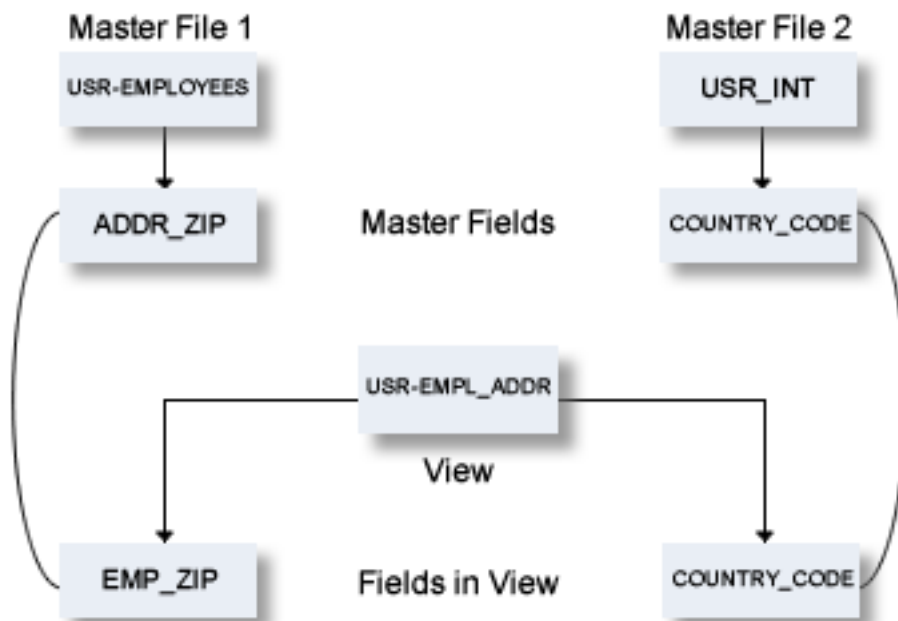 Master File 1
Master File 2
USR-EMPLOYEES
USR_INT
ADDR_ZIP
Master Fields
COUNTRY_CODE
USR-EMPL_ADDR
View
EMP_ZIP
Fields in View
COUNTRY_CODE